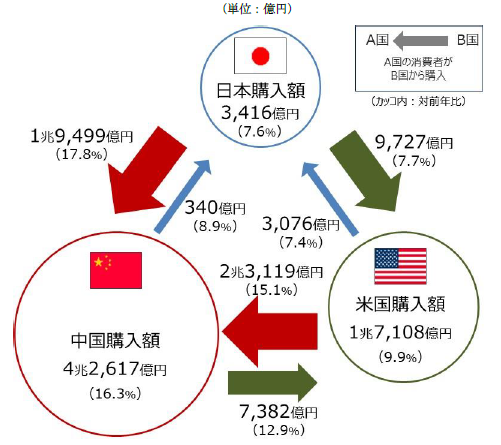 (単位：億円)
A国
B国
A国の消費者が
B国から購入
(カッコ内：対前年比)
日本購入額
3,416億円
(7.6%)
1兆9,499億円
(17.8%)
9,727億円
(7.7%)
340億円
(8.9%)
3,076億円
(7.4%)
2兆3,119億円
(15.1%)
中国購入額
4兆2,617億円
(16.3%)
米国購入額
1兆7,108億円
(9.9%)
7,382億円
(12.9%)